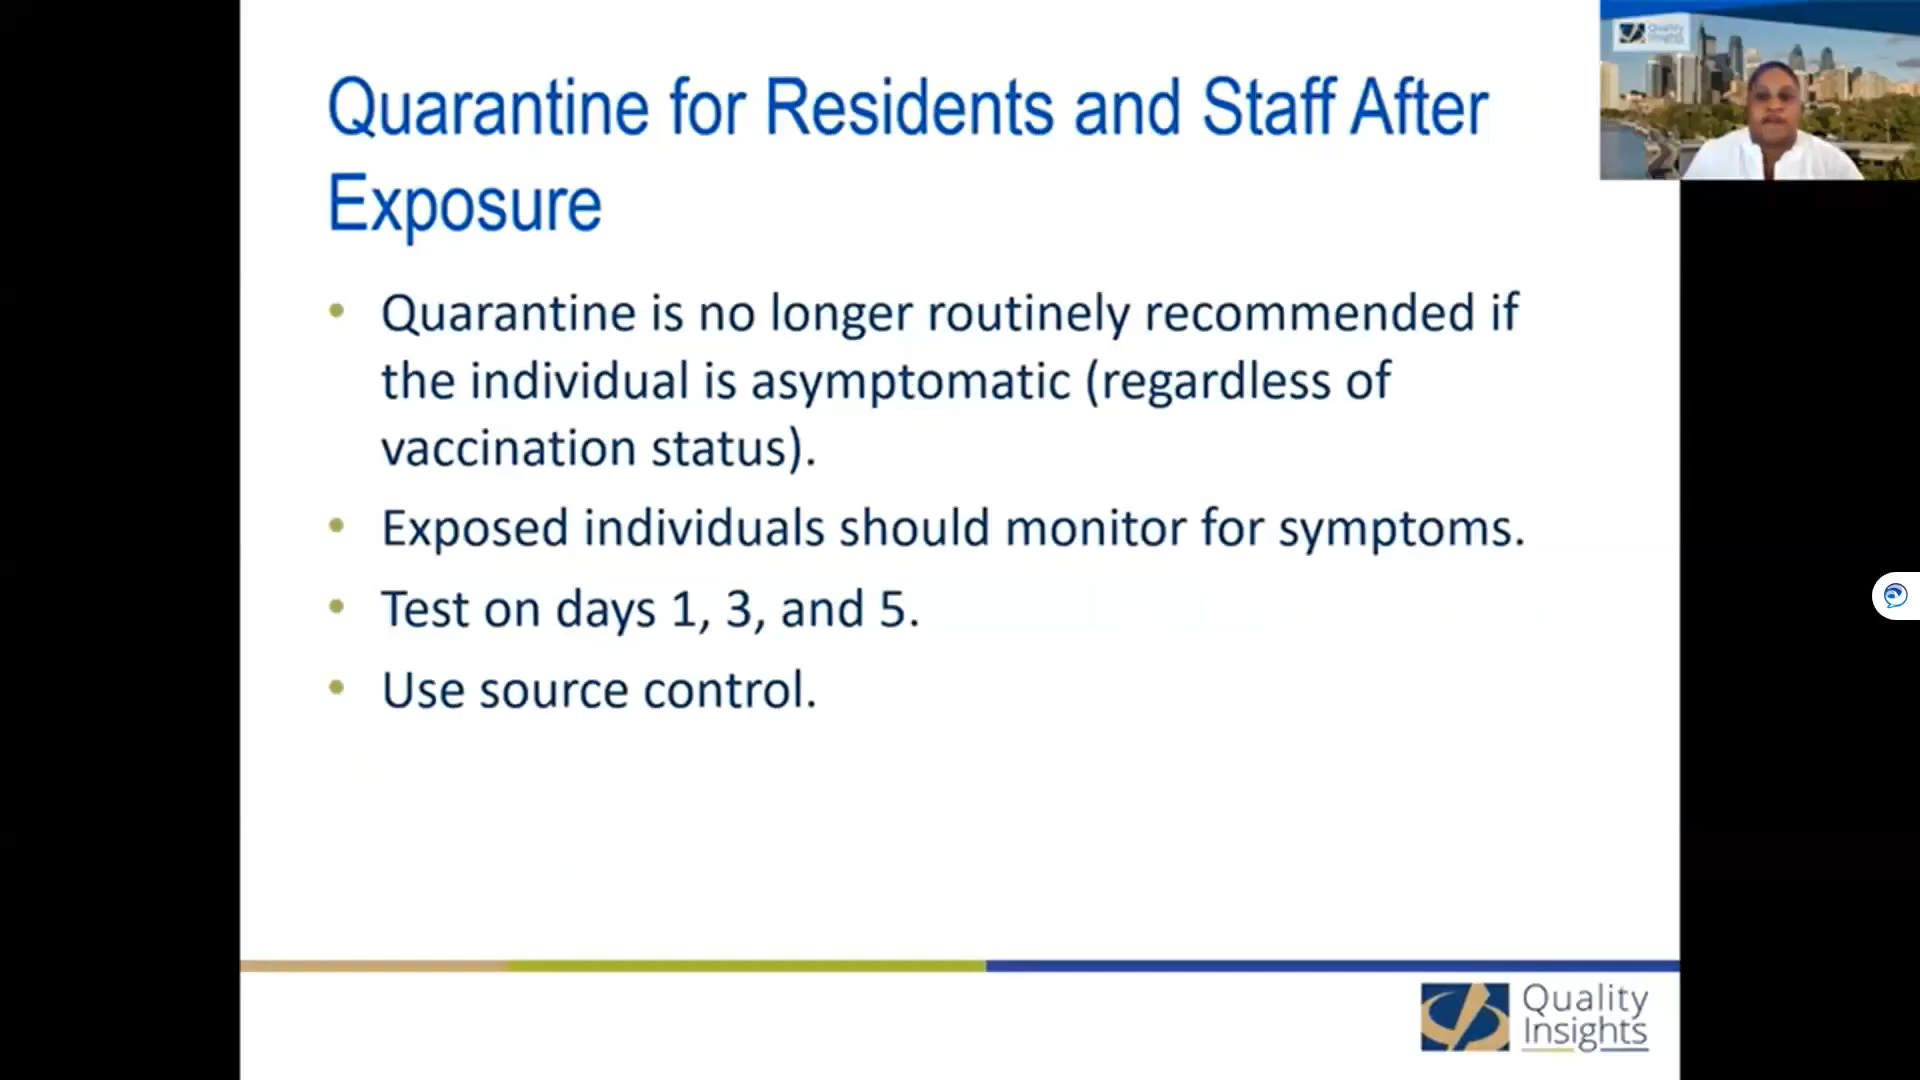 Quarantine for Residents and Staff After
Exposure
• Quarantine is no longer routinely recommended if
the individual is asymptomatic (regardless of
vaccination status).
• Exposed individuals should monitor for symptoms.
• Test on days 1, 3, and 5.
• Use source control.
Quality
Insights
Quality
Insights